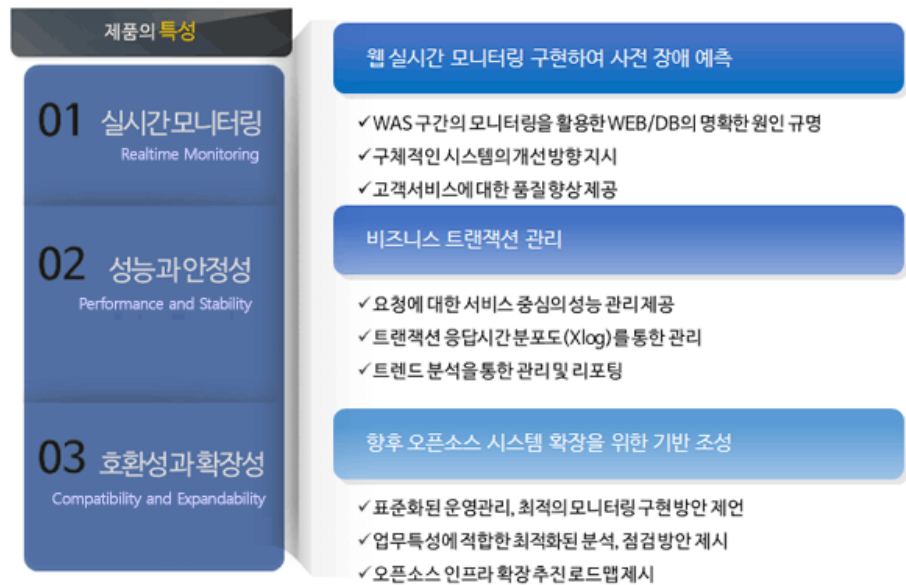 제품의 특성
01 실시간 모니터링
Realtime Monitoring
웹 실시간 모니터링 구현하여 사전 장애 예측
✓WAS 구간의 모니터링을 활용한 WEB/DB의 명확한 원인 규명
✓구체적인 시스템의 개선 방향 지시
✓고객서비스에 대한 품질 향상 제공
02 성능과 안정성
Performance and Stability
비즈니스 트랜잭션 관리
✓요청에 대한 서비스 중심의 성능 관리 제공
✓트랜잭션 응답시간 분포도(Xlog)를 통한 관리
✓트렌드 분석을 통한 관리 및 리포팅
03 호환성과 확장성
Compatibility and Expandability
향후 오픈소스 시스템 확장을 위한 기반 조성
✓표준화된 운영관리, 최적의 모니터링 구현 방안 제언
✓업무특성에 적합한 최적화된 분석, 점검 방안 제시
✓오픈소스 인프라 확장 추진 로드맵 제시